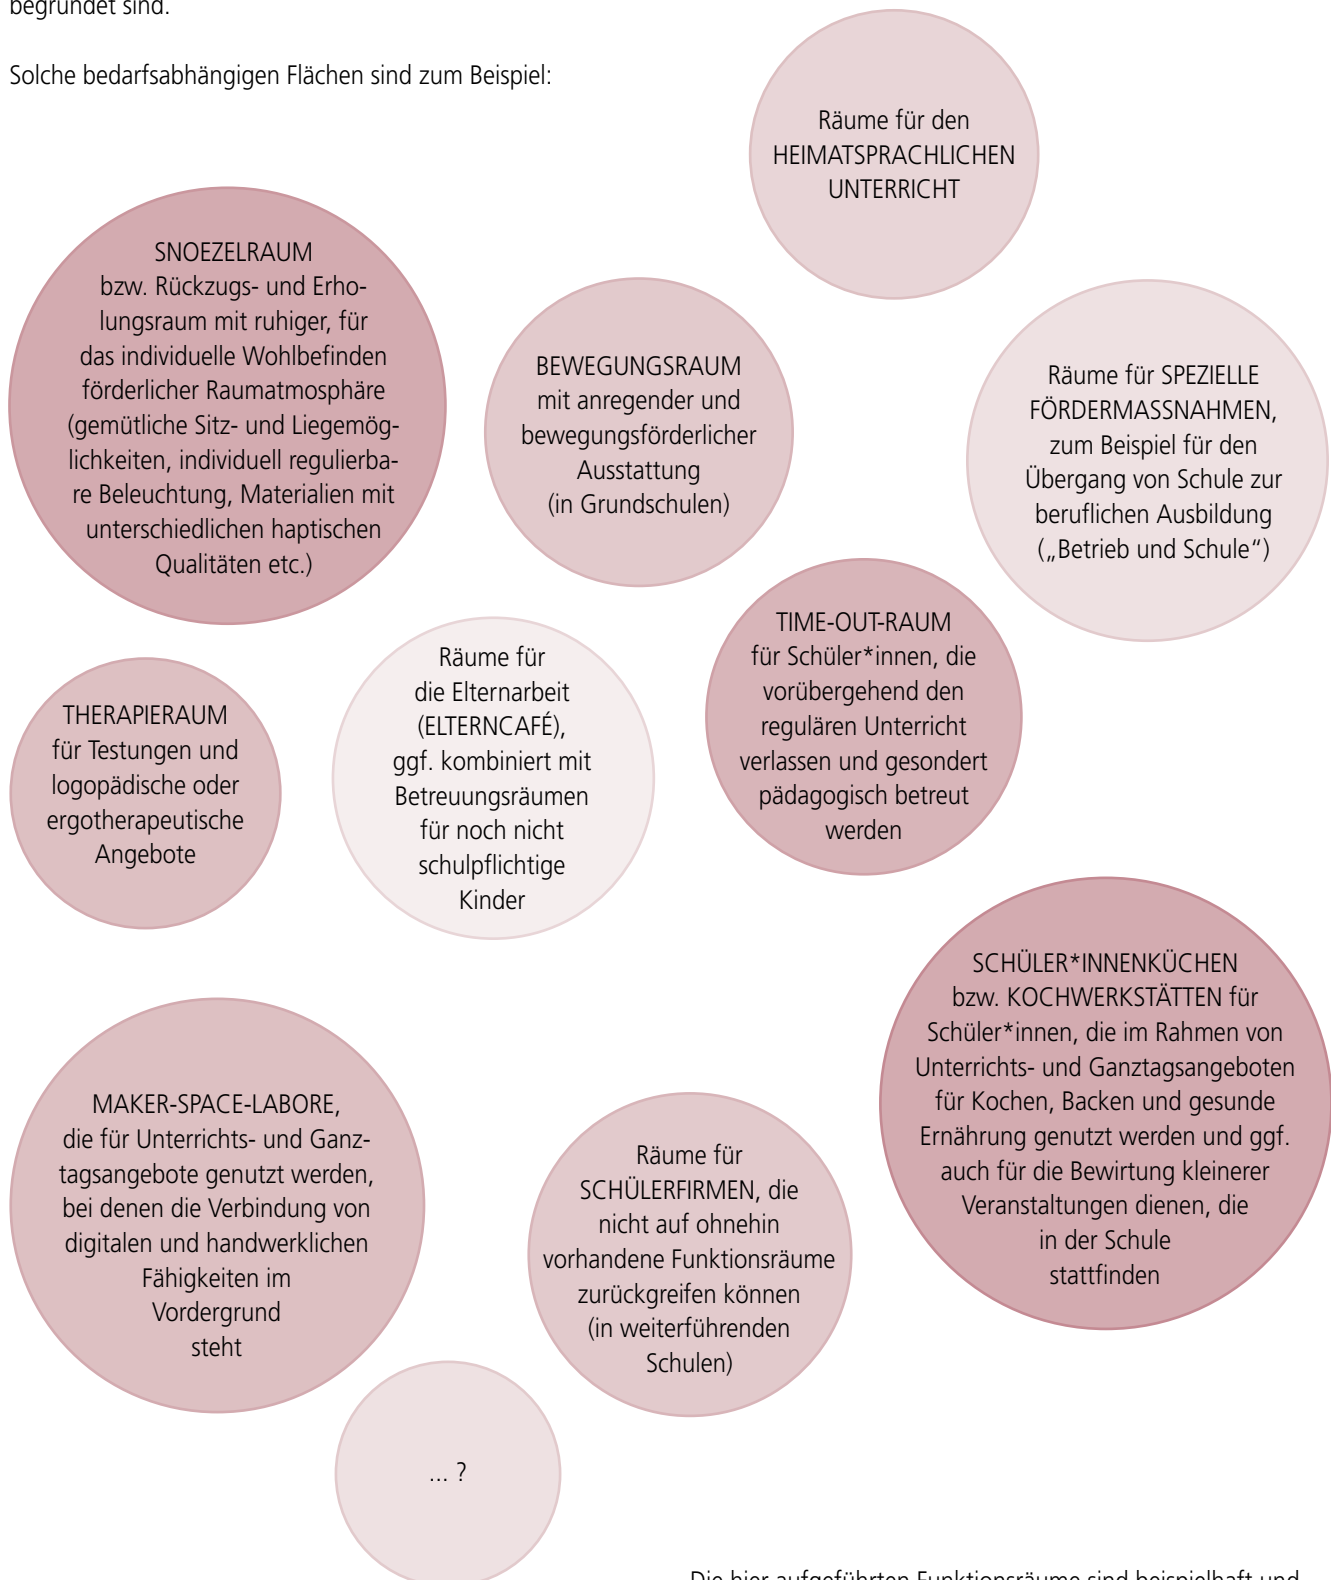 begründet sind.
Solche bedarfsabhängigen Flächen sind zum Beispiel:
Räume für den
HEIMATSPRACHLICHEN
UNTERRICHT
SNOEZELRAUM
bzw. Rückzugs- und Erho-
lungsraum mit ruhiger, für
das individuelle Wohlbefinden
förderlicher Raumatmosphäre
(gemütliche Sitz- und Liegemög-
lichkeiten, individuell regulierba-
re Beleuchtung, Materialien mit
unterschiedlichen haptischen
Qualitäten etc.)
BEWEGUNGSRAUM
mit anregender und
bewegungsförderlicher
Ausstattung
(in Grundschulen)
Räume für SPEZIELLE
FÖRDERMASSNAHMEN,
zum Beispiel für den
Übergang von Schule zur
beruflichen Ausbildung
(„Betrieb und Schule“)
THERAPIERAUM
für Testungen und
logopädische oder
ergotherapeutische
Angebote
Räume für
die Elternarbeit
(ELTERNCAFÉ),
ggf. kombiniert mit
Betreuungsräumen
für noch nicht
schulpflichtige
Kinder
TIME-OUT-RAUM
für Schüler*innen, die
vorübergehend den
regulären Unterricht
verlassen und gesondert
pädagogisch betreut
werden
SCHÜLER*INNENKÜCHEN
bzw. KOCHWERKSTÄTTEN für
Schüler*innen, die im Rahmen von
Unterrichts- und Ganztagsangeboten
für Kochen, Backen und gesunde
Ernährung genutzt werden und ggf.
auch für die Bewirtung kleinerer
Veranstaltungen dienen, die
in der Schule
stattfinden
MAKER-SPACE-LABORE,
die für Unterrichts- und Ganz-
tagsangebote genutzt werden,
bei denen die Verbindung von
digitalen und handwerklichen
Fähigkeiten im
Vordergrund
steht
Räume für
SCHÜLERFIRMEN, die
nicht auf ohnehin
vorhandene Funktionsräume
zurückgreifen können
(in weiterführenden
Schulen)
... ?
Die hier aufgeführten Funktionsräume sind beispielhaft und